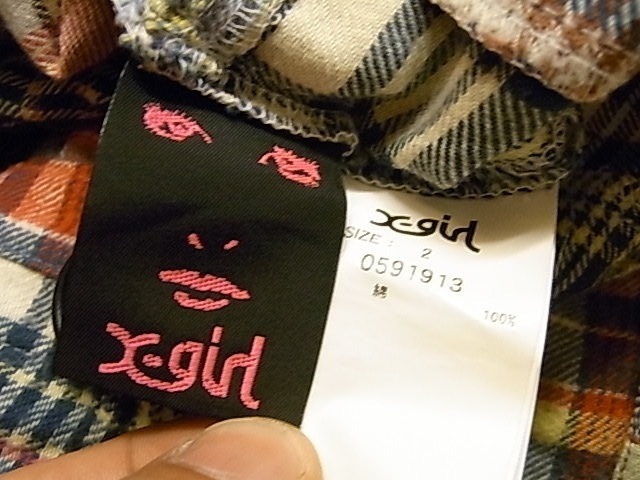 X-girl
X-girl
SIZE : 2
0591913
綿 100%